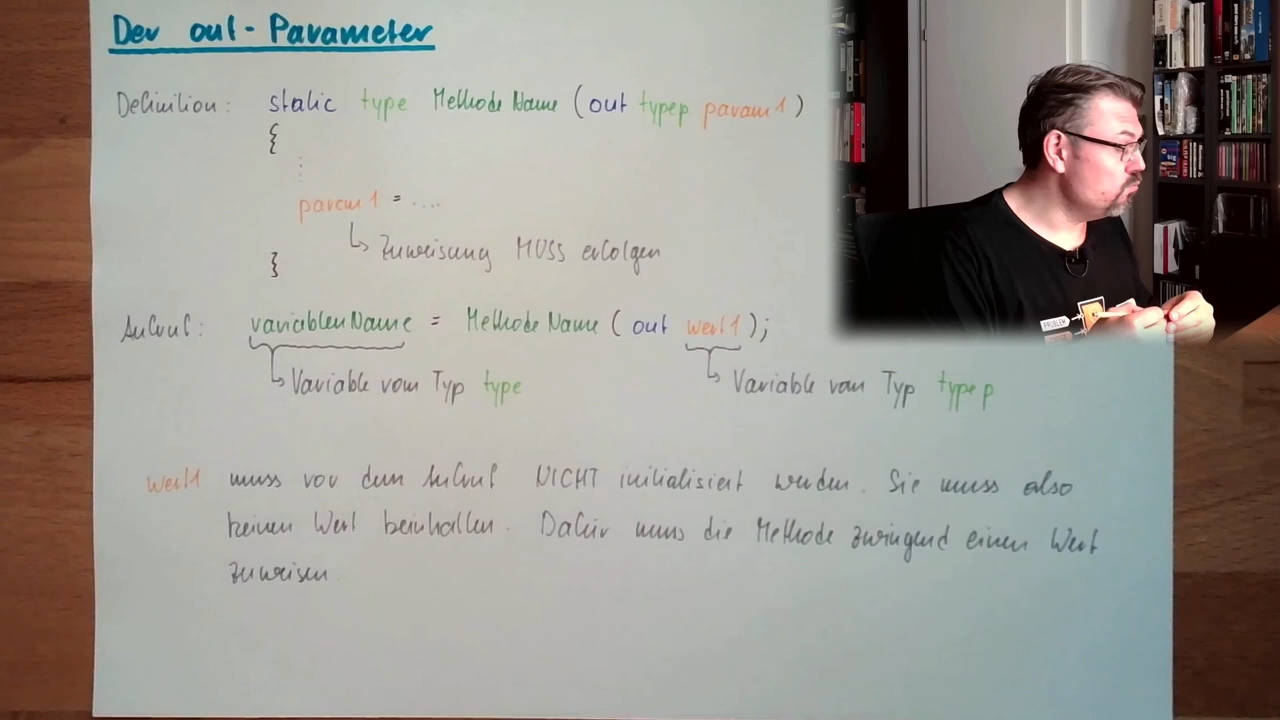 Der out-Parameter
Definition: static type MethodeName (out typep param1)
{
param1 = ....
Zuweisung MUSS erfolgen
}
Aufruf: variablenName = MethodeName (out wert1);
Variable vom Typ type
Variable vom Typ typep
wert1 muss vor dem Aufruf NICHT initialisiert werden. Sie muss also
keinen Wert beinhalten. Dafür muss die Methode zwingend einen Wert
zuweisen.
PROBLEM